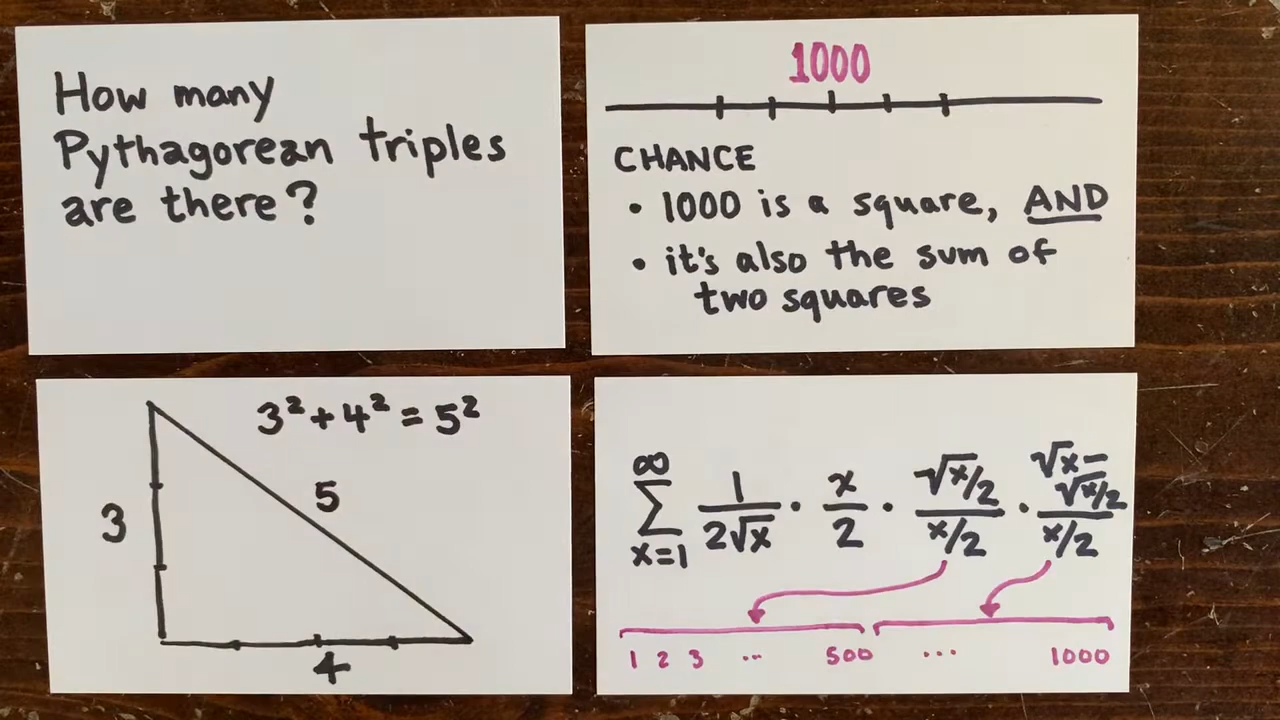 How many
Pythagorean triples
are there?
1000
CHANCE
• 1000 is a square, AND
• it's also the sum of
two squares
3² + 4² = 5²
3
5
4
∞
∑ 1/(2√x) · x/2 · (√x/2)/(x/2) · (√x − √x/2)/(x/2)
x=1
1 2 3 ... 500 ... 1000